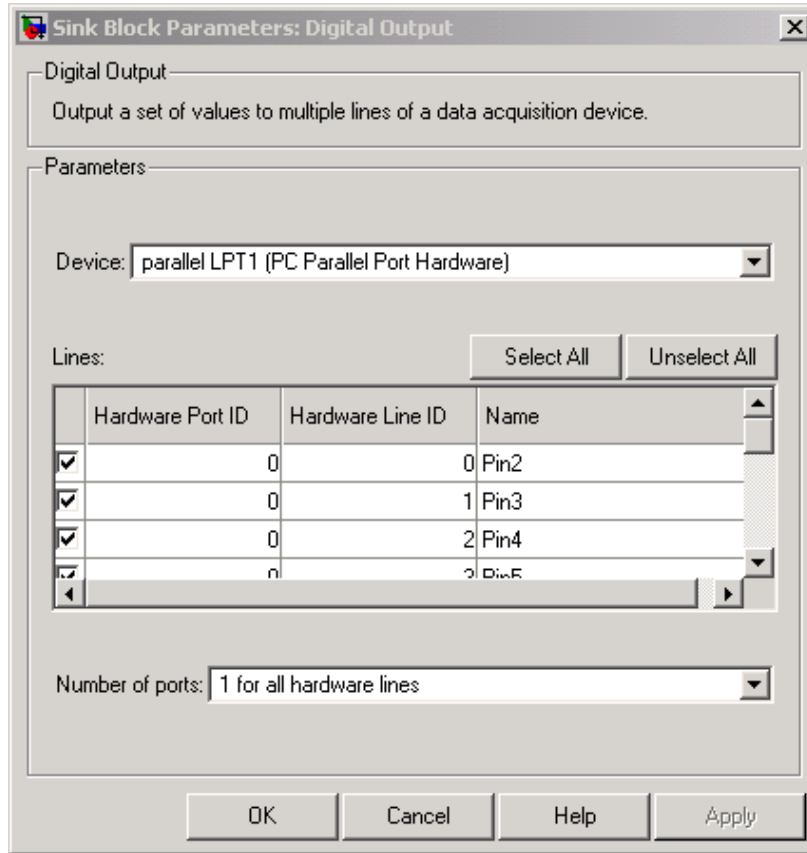 Sink Block Parameters: Digital Output
Digital Output
Output a set of values to multiple lines of a data acquisition device.
Parameters
Device: parallel LPT1 (PC Parallel Port Hardware)
Lines: Select All Unselect All
Hardware Port ID Hardware Line ID Name
0 0 Pin2
0 1 Pin3
0 2 Pin4
0 3 Pin5
Number of ports: 1 for all hardware lines
OK Cancel Help Apply